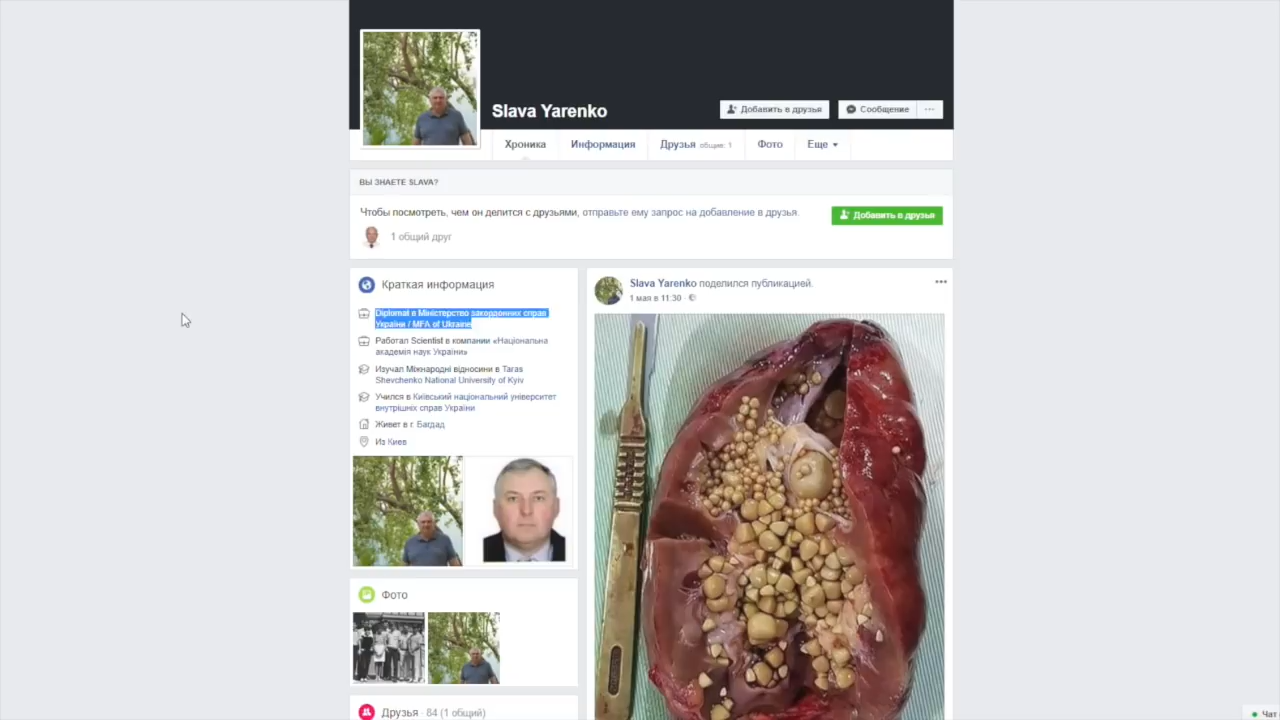 Slava Yarenko
Добавить в друзья
Сообщение
Хроника
Информация
Друзья общие: 1
Фото
Еще
ВЫ ЗНАЕТЕ SLAVA?
Чтобы посмотреть, чем он делится с друзьями, отправьте ему запрос на добавление в друзья.
Добавить в друзья
1 общий друг
Краткая информация
Diplomat в Міністерство закордонних справ
України / MFA of Ukraine
Работал Scientist в компании «Національна
академія наук України»
Изучал Міжнародні відносини в Taras
Shevchenko National University of Kyiv
Учился в Київський національний університет
внутрішніх справ України
Живет в г. Багдад
Из Киев
Фото
Друзья · 84 (1 общий)
Slava Yarenko поделился публикацией.
1 мая в 11:30 ·
Чат